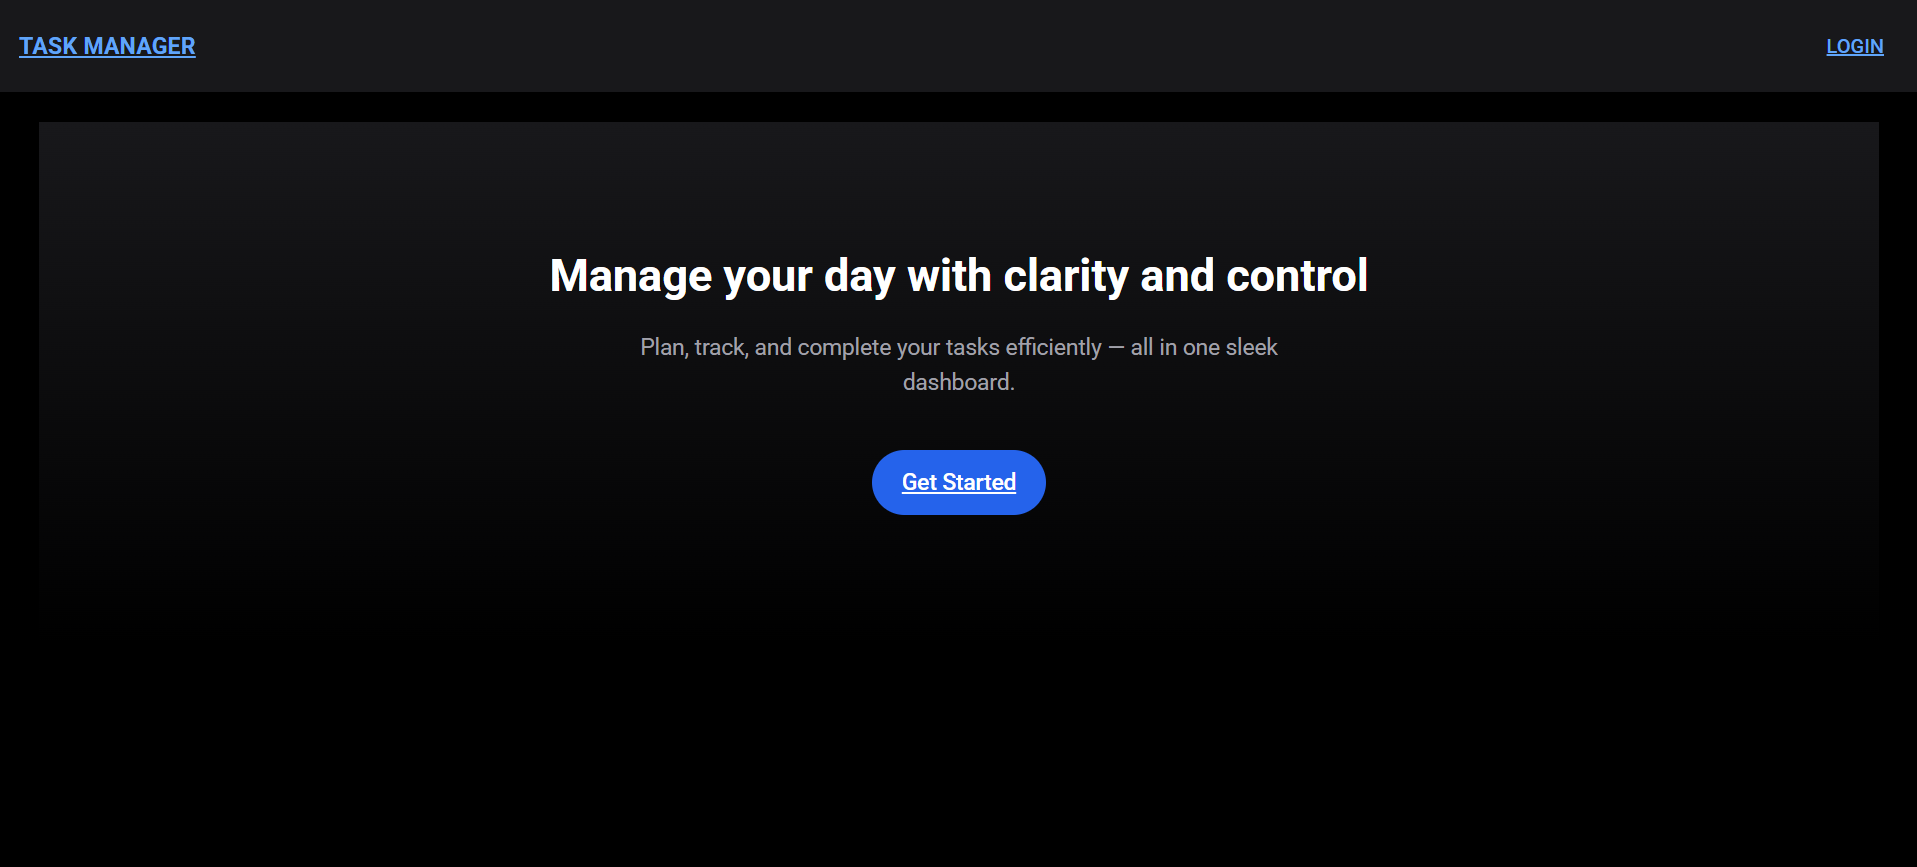 TASK MANAGER
LOGIN
Manage your day with clarity and control
Plan, track, and complete your tasks efficiently — all in one sleek
dashboard.
Get Started